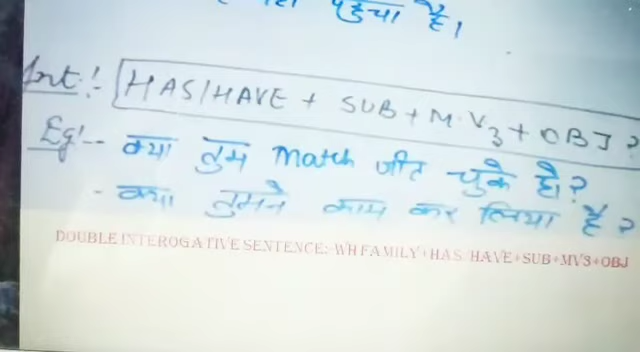 पहुंचा है।
Int:- HAS/HAVE + SUB + M.V3 + OBJ ?
Eg:- क्या तुम match जीत चुके हो?
- क्या तुमने काम कर लिया है ?
DOUBLE INTEROGATIVE SENTENCE:- WH FAMILY+HAS/HAVE+SUB+MV3+OBJ